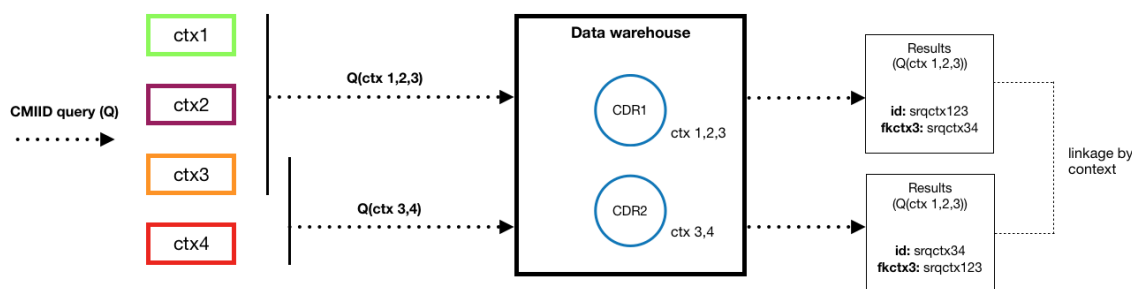 CMIID query (Q)
ctx1
ctx2
ctx3
ctx4
Q(ctx 1,2,3)
Q(ctx 3,4)
Data warehouse
CDR1
ctx 1,2,3
CDR2
ctx 3,4
Results
(Q(ctx 1,2,3))
id: srqctx123
fkctx3: srqctx34
Results
(Q(ctx 1,2,3))
id: srqctx34
fkctx3: srqctx123
linkage by
context